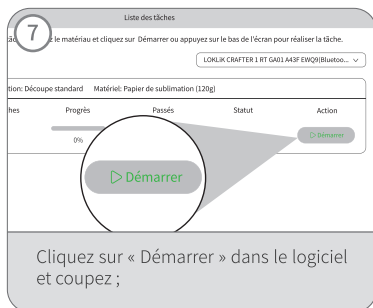 Liste des tâches
7
le matériau et cliquez sur Démarrer ou appuyez sur le bas de l'écran pour réaliser la tâche.
LOKLiK CRAFTER 1 RT GA01 A43F EWQ9|Bluetoo...
tion: Découpe standard Matériel: Papier de sublimation (120g)
hes Progrès Passés Statut Action
0% Démarrer
Démarrer
Cliquez sur « Démarrer » dans le logiciel
et coupez ;